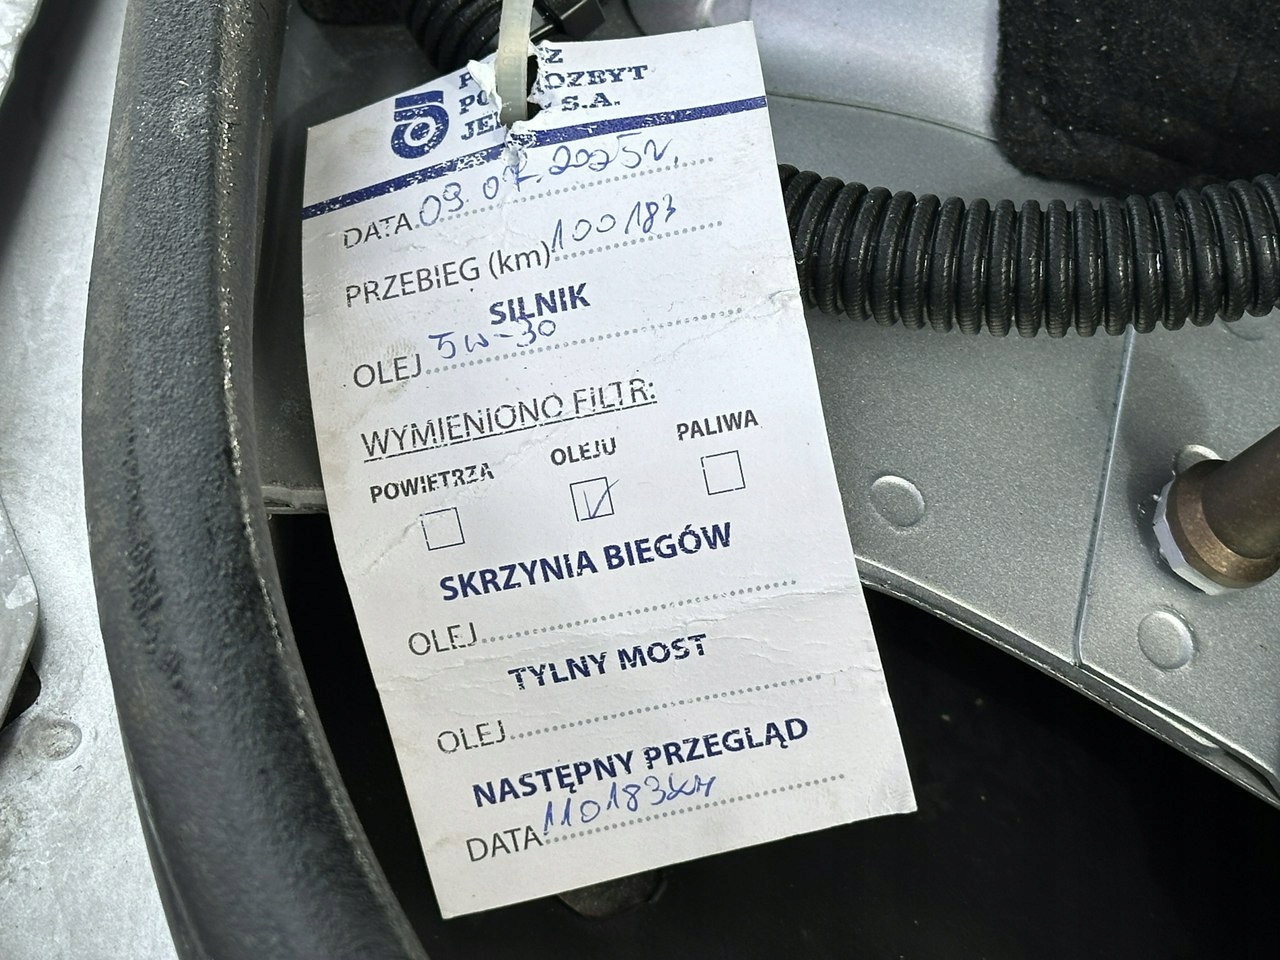 OZBYT
S.A.
DATA 09.07.2025r.
PRZEBIEG (km) 100183
SILNIK
OLEJ 5W-30
WYMIENIONO FILTR:
POWIETRZA OLEJU PALIWA
SKRZYNIA BIEGÓW
OLEJ
TYLNY MOST
OLEJ
NASTĘPNY PRZEGLĄD
DATA 110183km